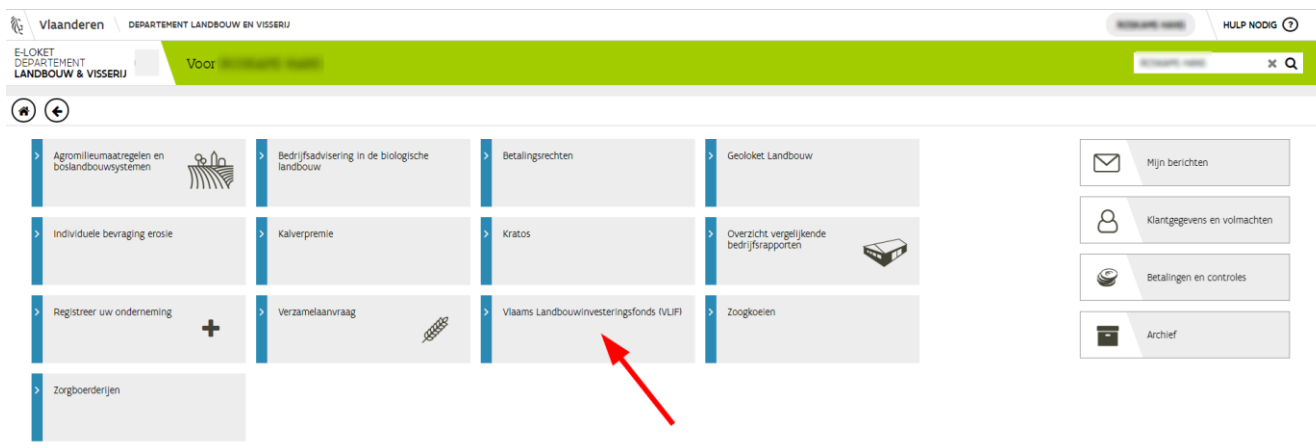 Vlaanderen
DEPARTEMENT LANDBOUW EN VISSERIJ
HULP NODIG ?
E-LOKET
DEPARTEMENT
LANDBOUW & VISSERIJ
Voor
Agromilieumaatregelen en
boslandbouwsystemen
Bedrijfsadvisering in de biologische
landbouw
Betalingsrechten
Geoloket Landbouw
Mijn berichten
Individuele bevraging erosie
Kalverpremie
Kratos
Overzicht vergelijkende
bedrijfsrapporten
Klantgegevens en volmachten
Betalingen en controles
Registreer uw onderneming
Verzamelaanvraag
Vlaams Landbouwinvesteringsfonds (VLIF)
Zoogkoeien
Archief
Zorgboerderijen